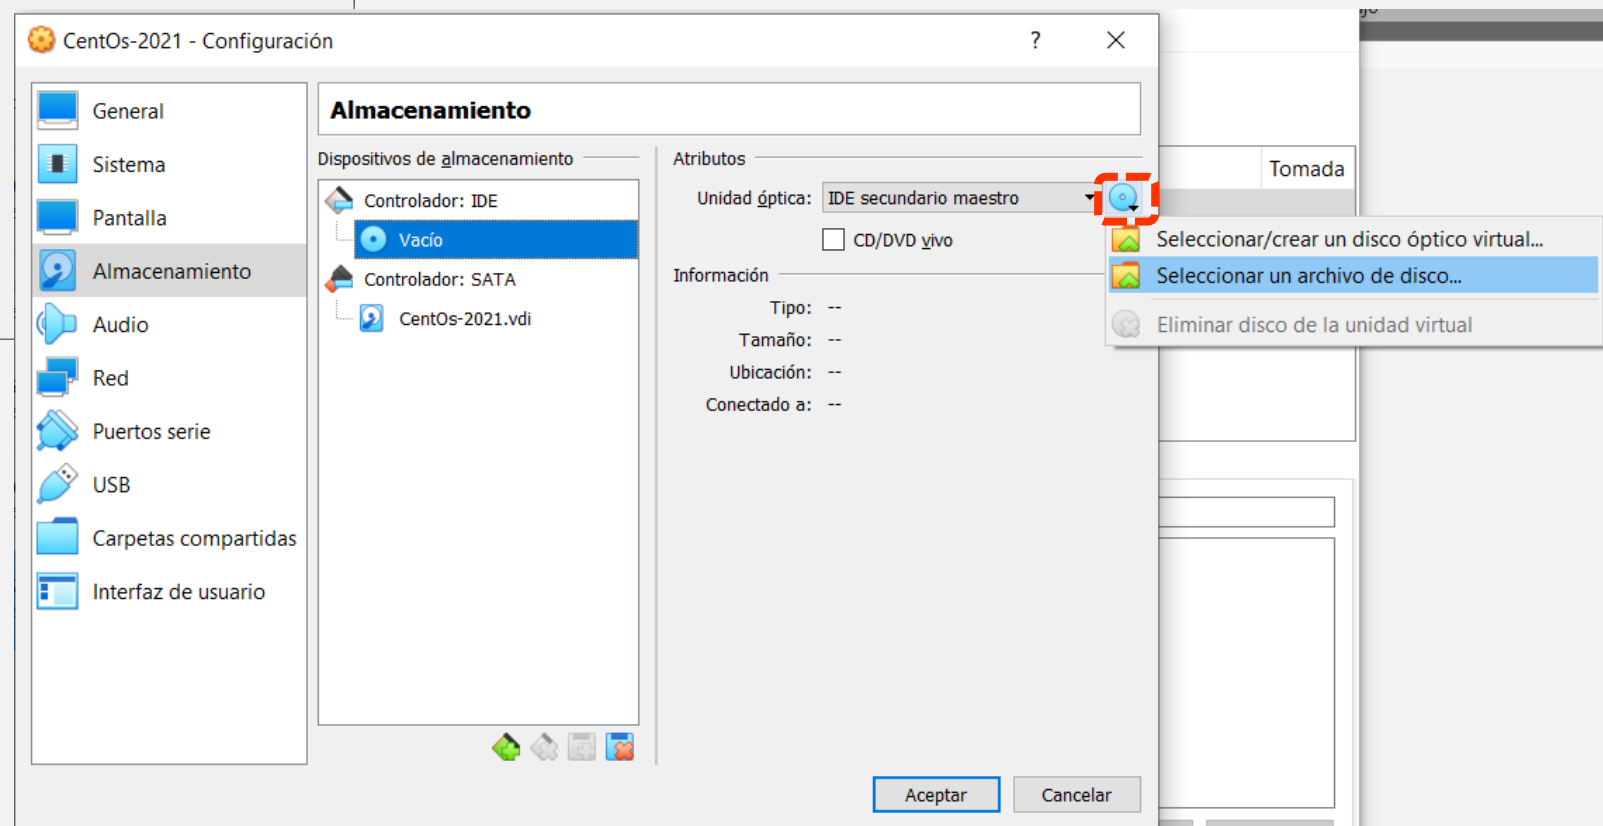 CentOs-2021 - Configuración
?
General
Sistema
Pantalla
Almacenamiento
Audio
Red
Puertos serie
USB
Carpetas compartidas
Interfaz de usuario
Almacenamiento
Dispositivos de almacenamiento
Controlador: IDE
Vacío
Controlador: SATA
CentOs-2021.vdi
Atributos
Unidad óptica: IDE secundario maestro
CD/DVD vivo
Información
Tipo: --
Tamaño: --
Ubicación: --
Conectado a: --
Tomada
Seleccionar/crear un disco óptico virtual...
Seleccionar un archivo de disco...
Eliminar disco de la unidad virtual
Aceptar
Cancelar